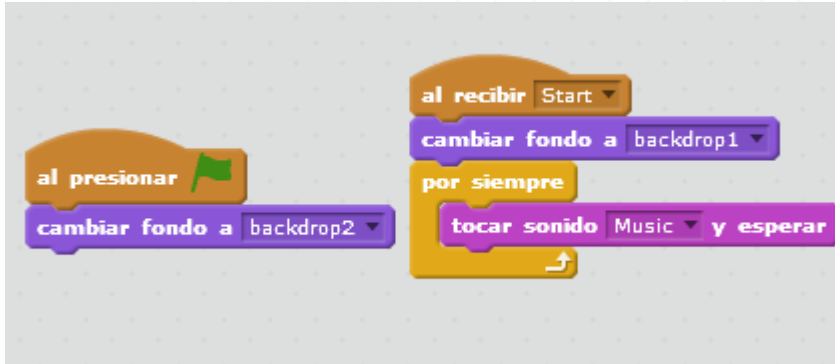 al presionar
cambiar fondo a backdrop2
al recibir Start
cambiar fondo a backdrop1
por siempre
tocar sonido Music y esperar